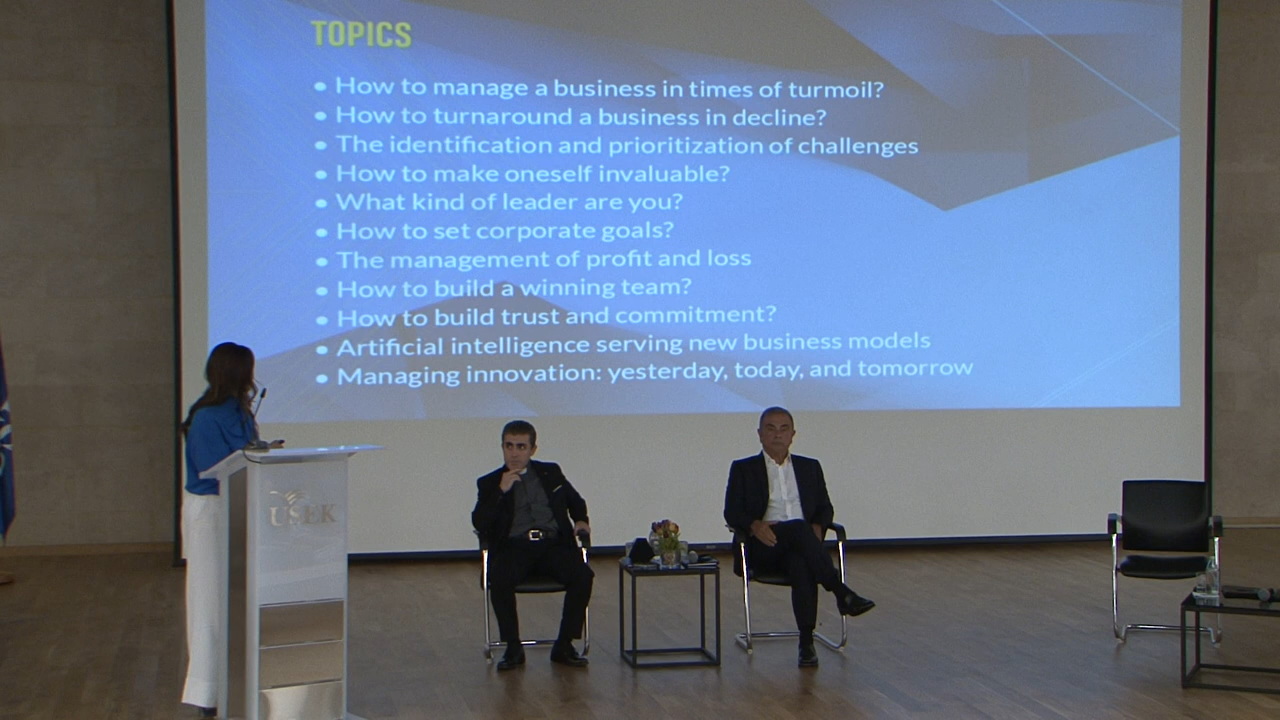 TOPICS
• How to manage a business in times of turmoil?
• How to turnaround a business in decline?
• The identification and prioritization of challenges
• How to make oneself invaluable?
• What kind of leader are you?
• How to set corporate goals?
• The management of profit and loss
• How to build a winning team?
• How to build trust and commitment?
• Artificial intelligence serving new business models
• Managing innovation: yesterday, today, and tomorrow
USEK